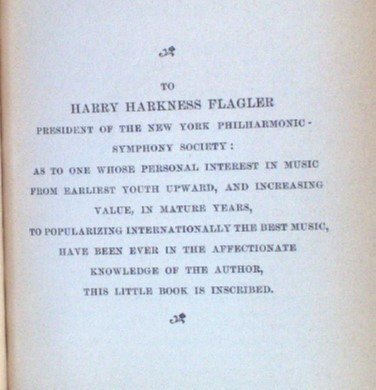 TO
HARRY HARKNESS FLAGLER
PRESIDENT OF THE NEW YORK PHILHARMONIC-
SYMPHONY SOCIETY:
AS TO ONE WHOSE PERSONAL INTEREST IN MUSIC
FROM EARLIEST YOUTH UPWARD, AND INCREASING
VALUE, IN MATURE YEARS,
TO POPULARIZING INTERNATIONALLY THE BEST MUSIC,
HAVE BEEN EVER IN THE AFFECTIONATE
KNOWLEDGE OF THE AUTHOR,
THIS LITTLE BOOK IS INSCRIBED.